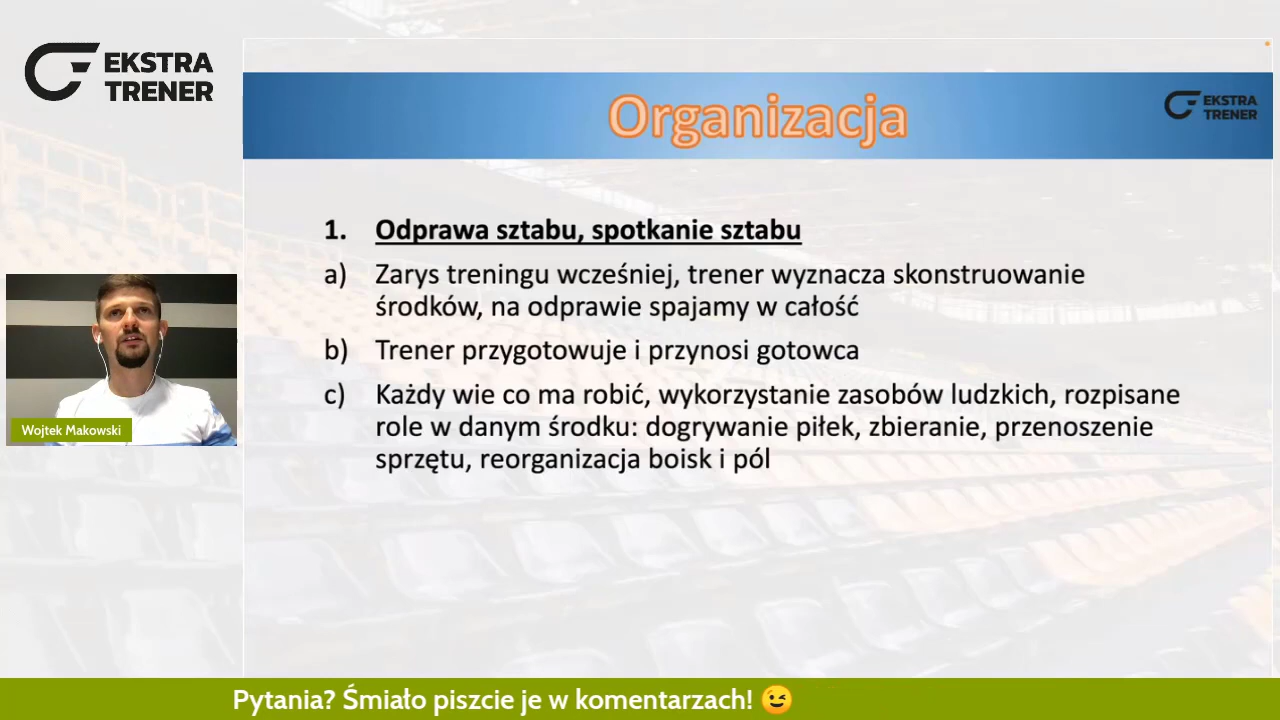 EKSTRA
TRENER
Organizacja
EKSTRA
TRENER
1. Odprawa sztabu, spotkanie sztabu
a) Zarys treningu wcześniej, trener wyznacza skonstruowanie
środków, na odprawie spajamy w całość
b) Trener przygotowuje i przynosi gotowca
c) Każdy wie co ma robić, wykorzystanie zasobów ludzkich, rozpisane
role w danym środku: dogrywanie piłek, zbieranie, przenoszenie
sprzętu, reorganizacja boisk i pól
Wojtek Makowski
Pytania? Śmiało piszcie je w komentarzach! 😉